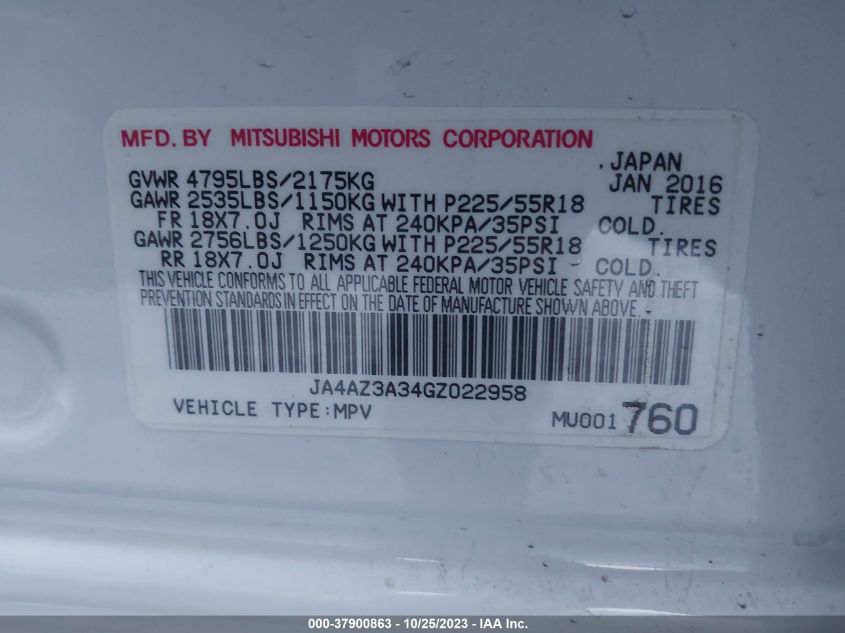 MFD. BY MITSUBISHI MOTORS CORPORATION
. JAPAN
GVWR 4795LBS/2175KG JAN 2016
GAWR 2535LBS/1150KG WITH P225/55R18 TIRES
FR 18X7.0J RIMS AT 240KPA/35PSI COLD.
GAWR 2756LBS/1250KG WITH P225/55R18 TIRES
RR 18X7.0J RIMS AT 240KPA/35PSI COLD.
THIS VEHICLE CONFORMS TO ALL APPLICABLE FEDERAL MOTOR VEHICLE SAFETY AND THEFT
PREVENTION STANDARDS IN EFFECT ON THE DATE OF MANUFACTURE SHOWN ABOVE.
JA4AZ3A34GZ022958
VEHICLE TYPE:MPV MU001 760
000-37900863 - 10/25/2023 - IAA Inc.